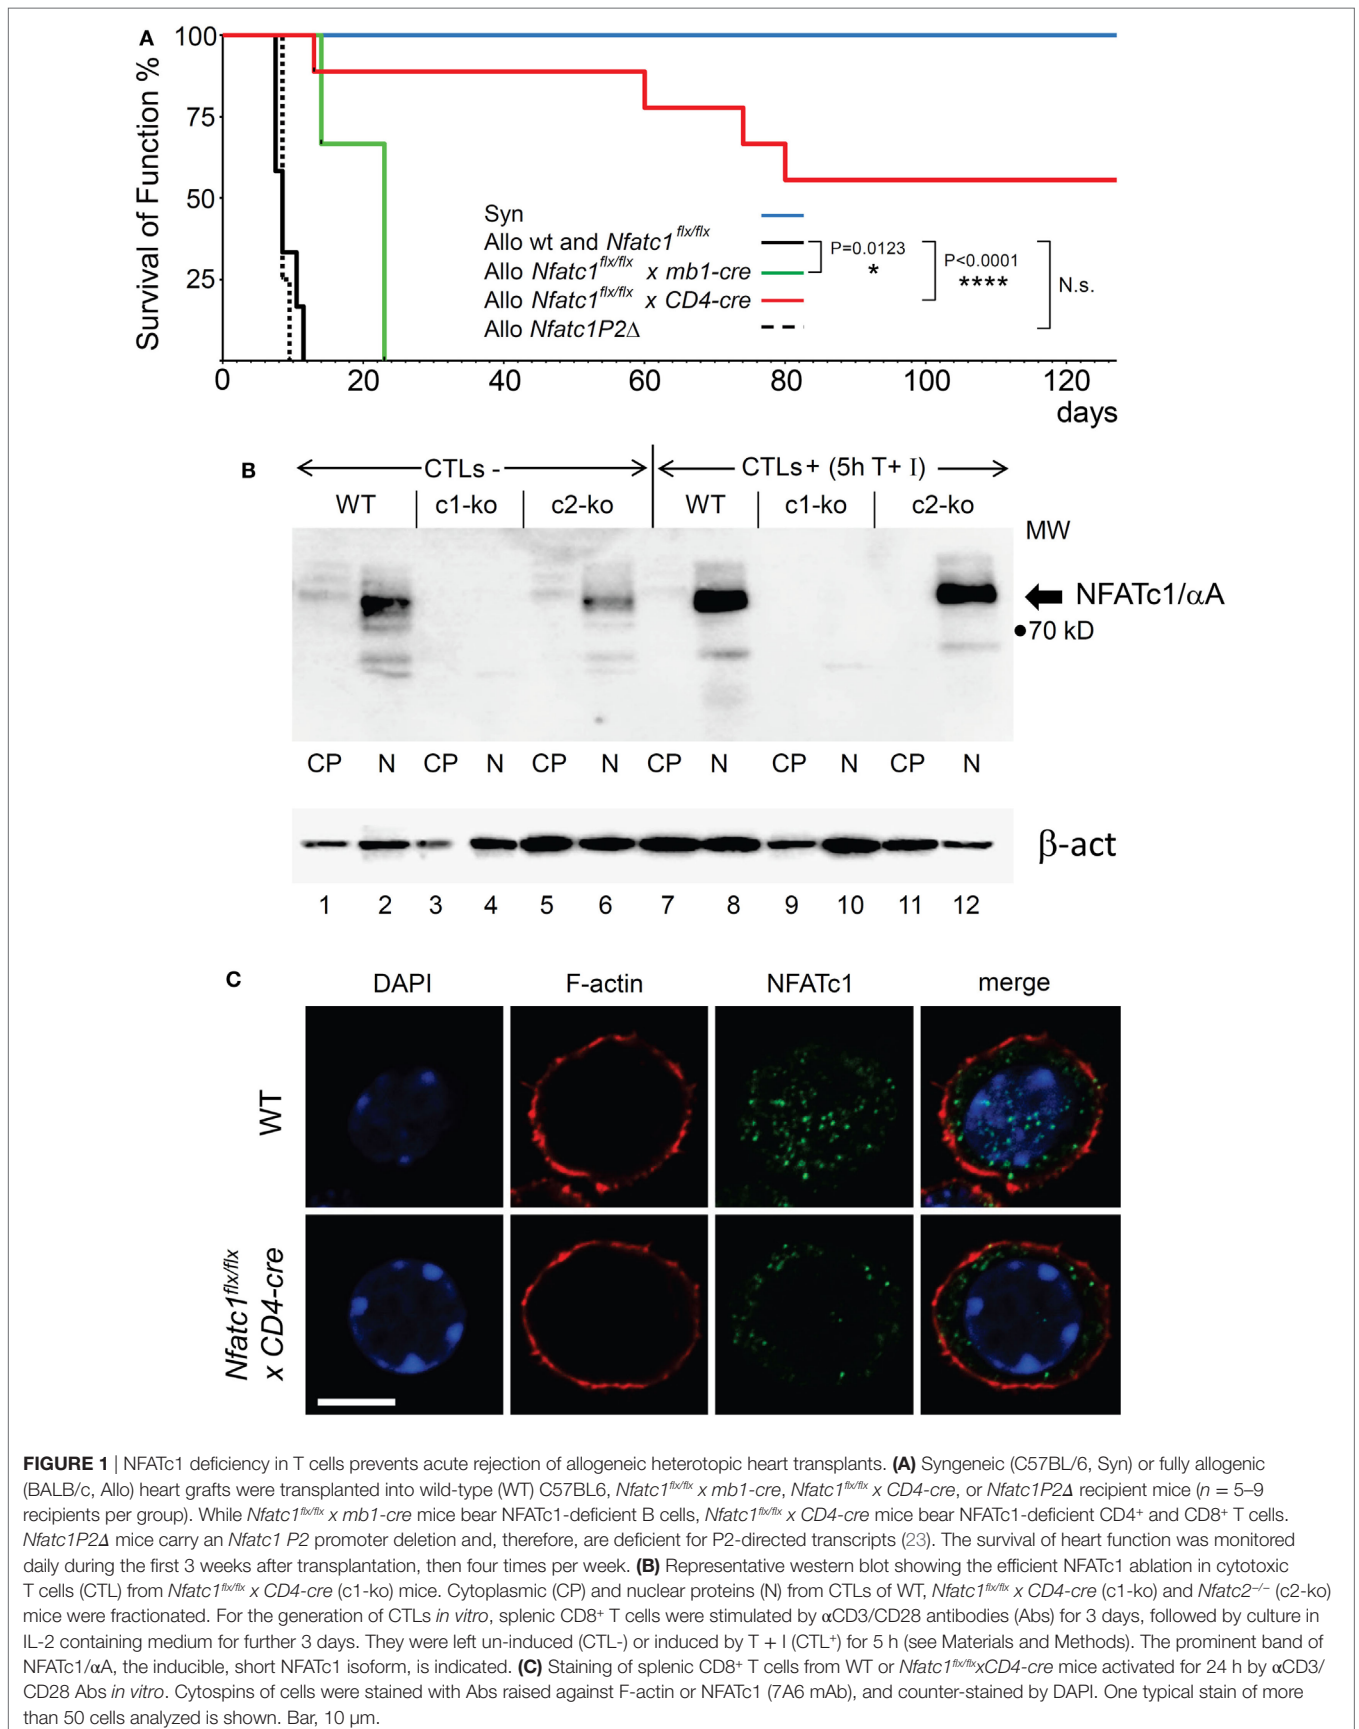 A
100
75
50
25
Survival of Function %
0 20 40 60 80 100 120
days
Syn
Allo wt and Nfatc1 flx/flx
Allo Nfatc1flx/flx x mb1-cre
Allo Nfatc1flx/flx x CD4-cre
Allo Nfatc1P2Δ
P=0.0123
*
P<0.0001
****
N.s.
B
CTLs - CTLs+ (5h T+ I)
WT c1-ko c2-ko WT c1-ko c2-ko
MW
NFATc1/αA
•70 kD
CP N CP N CP N CP N CP N CP N
β-act
1 2 3 4 5 6 7 8 9 10 11 12
C
DAPI F-actin NFATc1 merge
WT
Nfatc1flx/flx
x CD4-cre
FIGURE 1 | NFATc1 deficiency in T cells prevents acute rejection of allogeneic heterotopic heart transplants. (A) Syngeneic (C57BL/6, Syn) or fully allogenic
(BALB/c, Allo) heart grafts were transplanted into wild-type (WT) C57BL6, Nfatc1flx/flx x mb1-cre, Nfatc1flx/flx x CD4-cre, or Nfatc1P2Δ recipient mice (n = 5–9
recipients per group). While Nfatc1flx/flx x mb1-cre mice bear NFATc1-deficient B cells, Nfatc1flx/flx x CD4-cre mice bear NFATc1-deficient CD4+ and CD8+ T cells.
Nfatc1P2Δ mice carry an Nfatc1 P2 promoter deletion and, therefore, are deficient for P2-directed transcripts (23). The survival of heart function was monitored
daily during the first 3 weeks after transplantation, then four times per week. (B) Representative western blot showing the efficient NFATc1 ablation in cytotoxic
T cells (CTL) from Nfatc1flx/flx x CD4-cre (c1-ko) mice. Cytoplasmic (CP) and nuclear proteins (N) from CTLs of WT, Nfatc1flx/flx x CD4-cre (c1-ko) and Nfatc2−/− (c2-ko)
mice were fractionated. For the generation of CTLs in vitro, splenic CD8+ T cells were stimulated by αCD3/CD28 antibodies (Abs) for 3 days, followed by culture in
IL-2 containing medium for further 3 days. They were left un-induced (CTL-) or induced by T + I (CTL+) for 5 h (see Materials and Methods). The prominent band of
NFATc1/αA, the inducible, short NFATc1 isoform, is indicated. (C) Staining of splenic CD8+ T cells from WT or Nfatc1flx/flxxCD4-cre mice activated for 24 h by αCD3/
CD28 Abs in vitro. Cytospins of cells were stained with Abs raised against F-actin or NFATc1 (7A6 mAb), and counter-stained by DAPI. One typical stain of more
than 50 cells analyzed is shown. Bar, 10 µm.